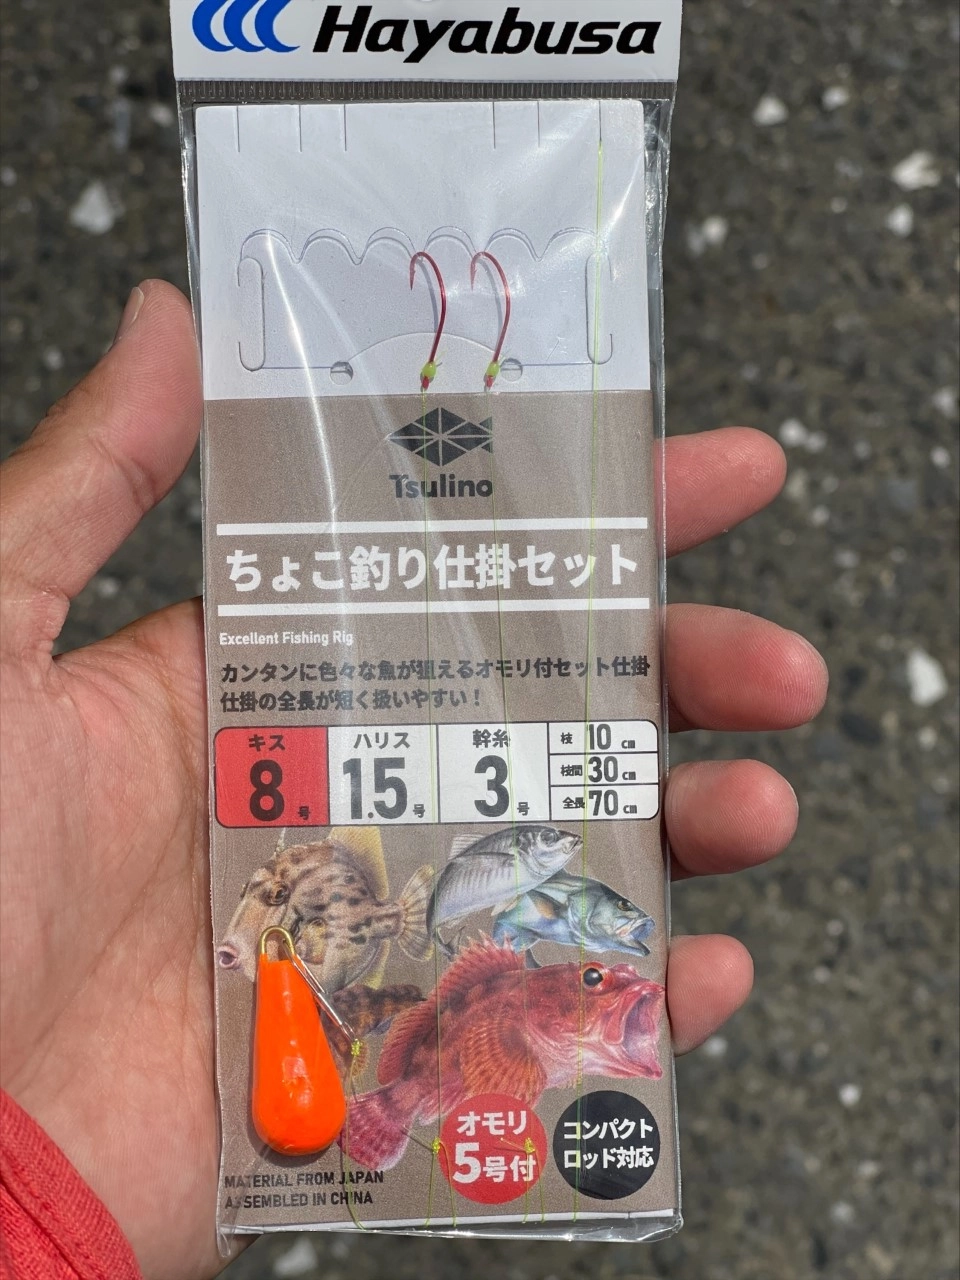 Hayabusa
Tsulino
ちょこ釣り仕掛セット
Excellent Fishing Rig
カンタンに色々な魚が狙えるオモリ付セット仕掛
仕掛の全長が短く扱いやすい！
キス 8号
ハリス 1.5号
幹糸 3号
枝 10cm
枝間 30cm
全長 70cm
オモリ
5号付
コンパクト
ロッド対応
MATERIAL FROM JAPAN
ASSEMBLED IN CHINA